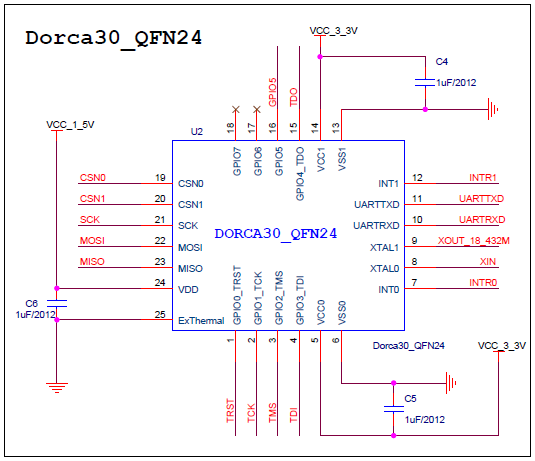 Dorca30_QFN24
VCC_3_3V
C4
1uF/2012
GPIO5
TDO
VCC_1_5V
U2
18
17
16
15
14
13
GPIO7
GPIO6
GPIO5
GPIO4_TDO
VCC1
VSS1
CSN0 19 CSN0
CSN1 20 CSN1
SCK 21 SCK
MOSI 22 MOSI
MISO 23 MISO
24 VDD
25 ExThermal
DORCA30_QFN24
INT1 12 INTR1
UARTTXD 11 UARTTXD
UARTRXD 10 UARTRXD
XTAL1 9 XOUT_18_432M
XTAL0 8 XIN
INT0 7 INTR0
C6
1uF/2012
GPIO0_TRST
GPIO1_TCK
GPIO2_TMS
GPIO3_TDI
VCC0
VSS0
1
2
3
4
5
6
Dorca30_QFN24
VCC_3_3V
TRST
TCK
TMS
TDI
C5
1uF/2012